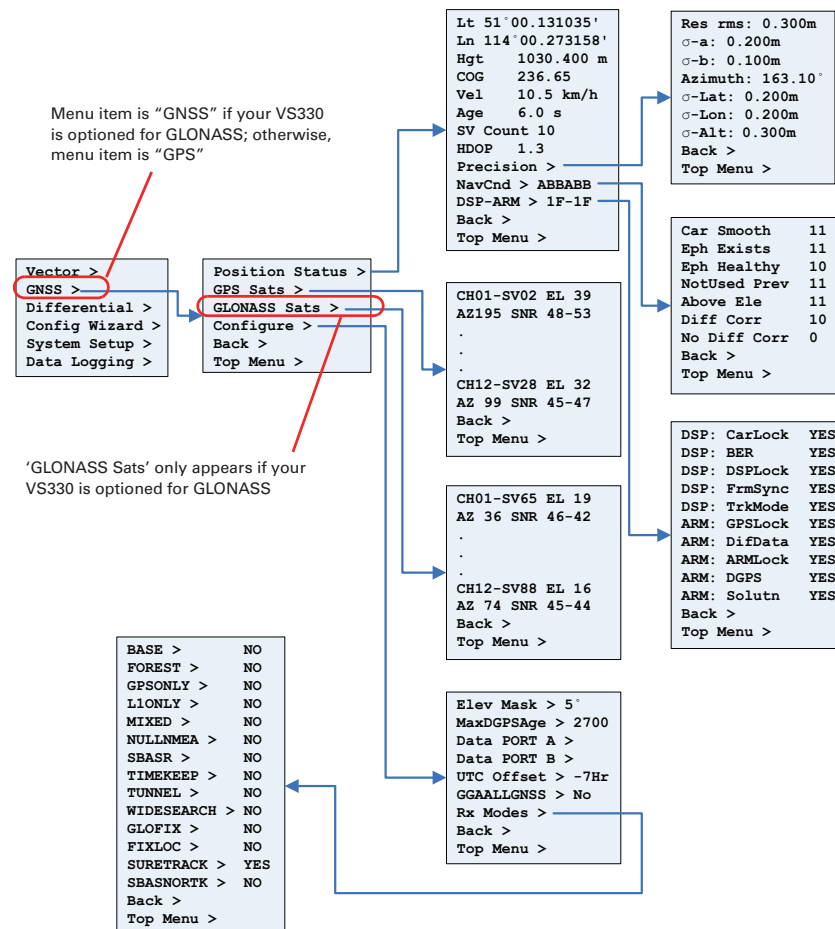 Menu item is “GNSS” if your VS330
is optioned for GLONASS; otherwise,
menu item is “GPS”
Vector >
GNSS >
Differential >
Config Wizard >
System Setup >
Data Logging >
Position Status >
GPS Sats >
GLONASS Sats >
Configure >
Back >
Top Menu >
'GLONASS Sats' only appears if your
VS330 is optioned for GLONASS
Lt 51°00.131035'
Ln 114°00.273158'
Hgt 1030.400 m
COG 236.65
Vel 10.5 km/h
Age 6.0 s
SV Count 10
HDOP 1.3
Precision >
NavCnd > ABBABB
DSP-ARM > 1F-1F
Back >
Top Menu >
Res rms: 0.300m
σ-a: 0.200m
σ-b: 0.100m
Azimuth: 163.10°
σ-Lat: 0.200m
σ-Lon: 0.200m
σ-Alt: 0.300m
Back >
Top Menu >
Car Smooth 11
Eph Exists 11
Eph Healthy 10
NotUsed Prev 11
Above Ele 11
Diff Corr 10
No Diff Corr 0
Back >
Top Menu >
DSP: CarLock YES
DSP: BER YES
DSP: DSPLock YES
DSP: FrmSync YES
DSP: TrkMode YES
ARM: GPSLock YES
ARM: DifData YES
ARM: ARMLock YES
ARM: DGPS YES
ARM: Solutn YES
Back >
Top Menu >
CH01-SV02 EL 39
AZ195 SNR 48-53
.
.
.
CH12-SV28 EL 32
AZ 99 SNR 45-47
Back >
Top Menu >
CH01-SV65 EL 19
AZ 36 SNR 46-42
.
.
.
CH12-SV88 EL 16
AZ 74 SNR 45-44
Back >
Top Menu >
Elev Mask > 5°
MaxDGPSAge > 2700
Data PORT A >
Data PORT B >
UTC Offset > -7Hr
GGAALLGNSS > No
Rx Modes >
Back >
Top Menu >
BASE > NO
FOREST > NO
GPSONLY > NO
L1ONLY > NO
MIXED > NO
NULLNMEA > NO
SBASR > NO
TIMEKEEP > NO
TUNNEL > NO
WIDESEARCH > NO
GLOFIX > NO
FIXLOC > NO
SURETRACK > YES
SBASNORTK > NO
Back >
Top Menu >